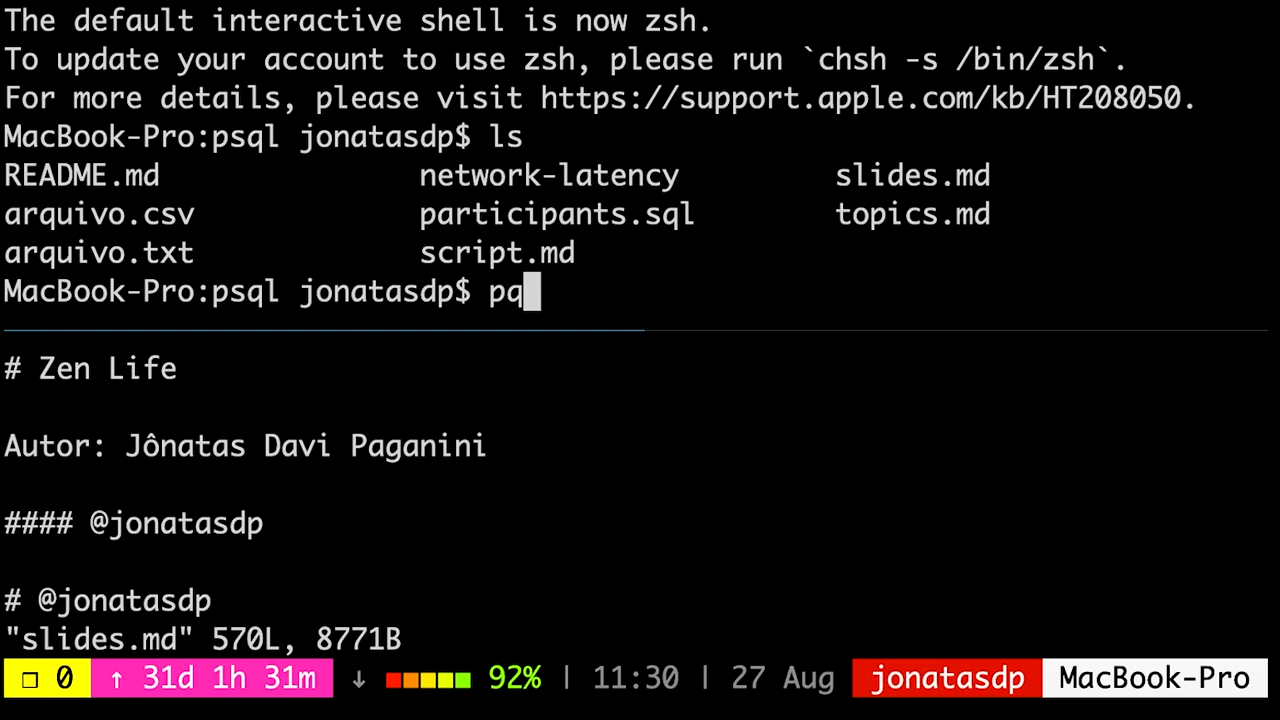 The default interactive shell is now zsh.
To update your account to use zsh, please run `chsh -s /bin/zsh`.
For more details, please visit https://support.apple.com/kb/HT208050.
MacBook-Pro:psql jonatasdp$ ls
README.md network-latency slides.md
arquivo.csv participants.sql topics.md
arquivo.txt script.md
MacBook-Pro:psql jonatasdp$ pq
# Zen Life
Autor: Jônatas Davi Paganini
#### @jonatasdp
# @jonatasdp
"slides.md" 570L, 8771B
❐ 0 ↑ 31d 1h 31m ↓ 92% | 11:30 | 27 Aug jonatasdp MacBook-Pro